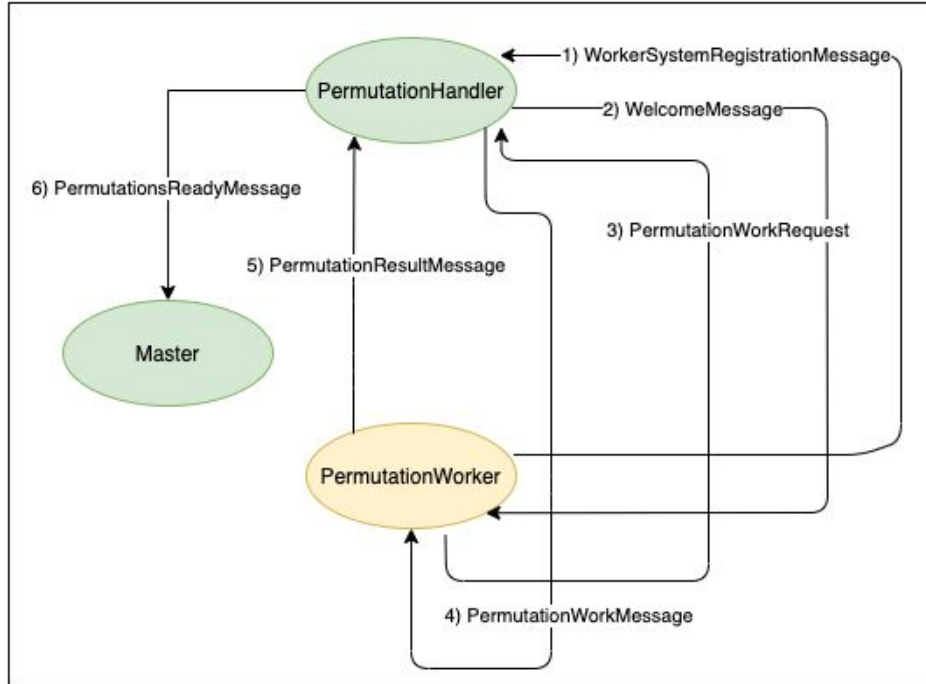 1) WorkerSystemRegistrationMessage
PermutationHandler
2) WelcomeMessage
6) PermutationsReadyMessage
3) PermutationWorkRequest
5) PermutationResultMessage
Master
PermutationWorker
4) PermutationWorkMessage